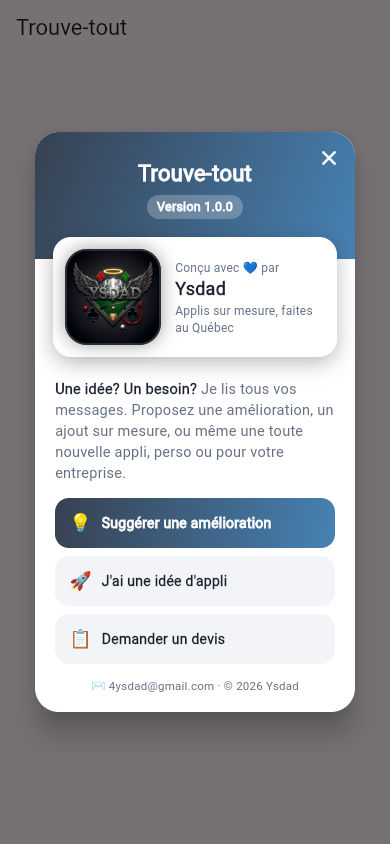 Trouve-tout
Trouve-tout
Version 1.0.0
Conçu avec 💙 par
YSDAD
Ysdad
Applis sur mesure, faites
au Québec
Une idée? Un besoin? Je lis tous vos
messages. Proposez une amélioration, un
ajout sur mesure, ou même une toute
nouvelle appli, perso ou pour votre
entreprise.
💡 Suggérer une amélioration
🚀 J'ai une idée d'appli
📋 Demander un devis
✉️ 4ysdad@gmail.com · © 2026 Ysdad